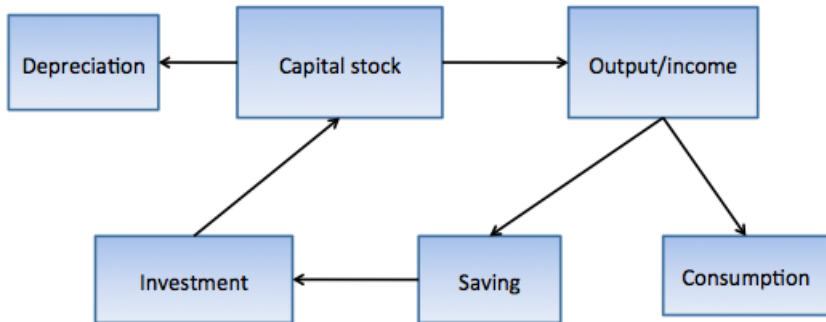 Depreciation
Capital stock
Output/income
Investment
Saving
Consumption